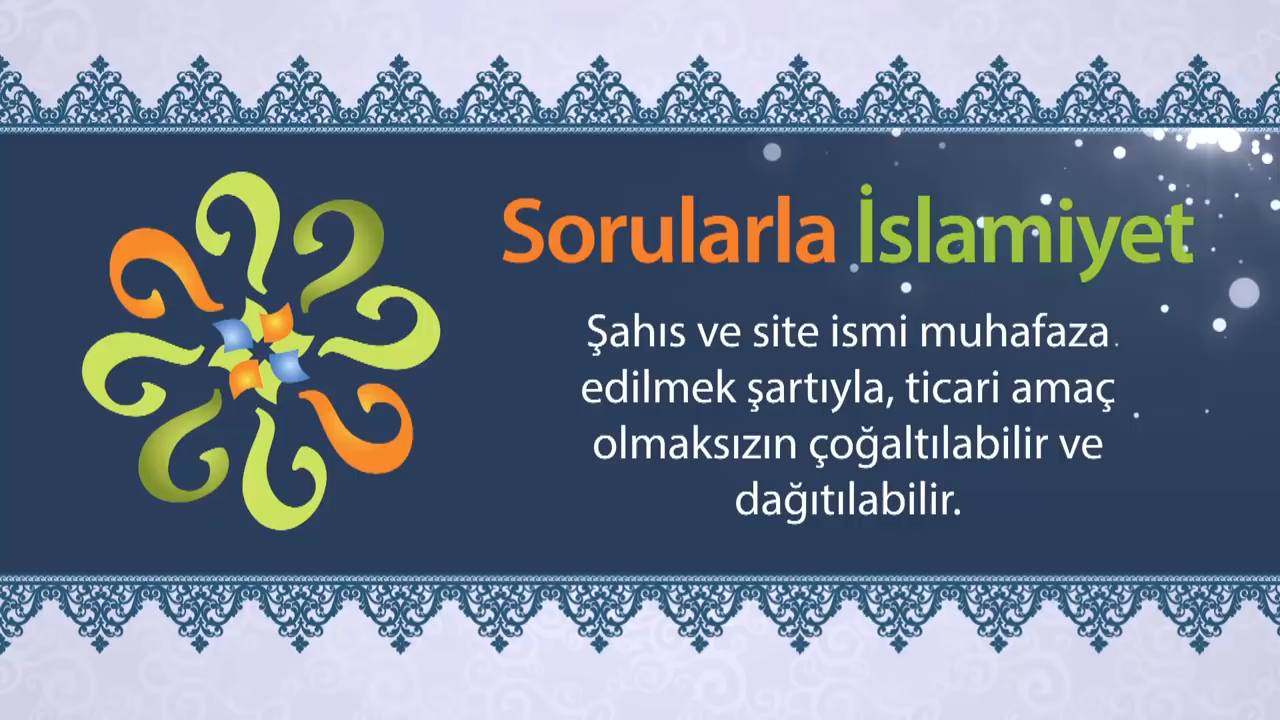 Sorularla İslamiyet
Şahıs ve site ismi muhafaza
edilmek şartıyla, ticari amaç
olmaksızın çoğaltılabilir ve
dağıtılabilir.